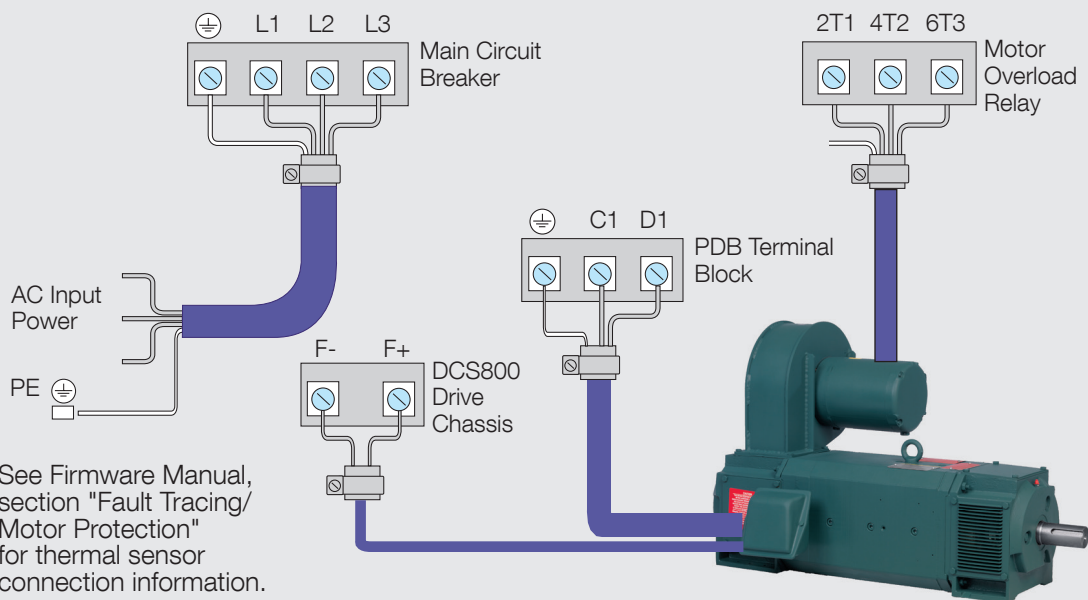 L1 L2 L3
Main Circuit
Breaker
2T1 4T2 6T3
Motor
Overload
Relay
C1 D1
PDB Terminal
Block
AC Input
Power
PE
F- F+
DCS800
Drive
Chassis
See Firmware Manual,
section "Fault Tracing/
Motor Protection"
for thermal sensor
connection information.